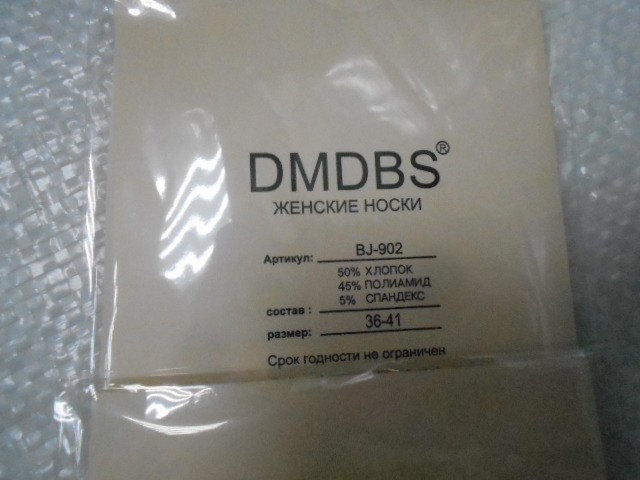 DMDBS®
ЖЕНСКИЕ НОСКИ
Артикул: BJ-902
50% ХЛОПОК
45% ПОЛИАМИД
5% СПАНДЕКС
состав :
размер: 36-41
Срок годности не ограничен